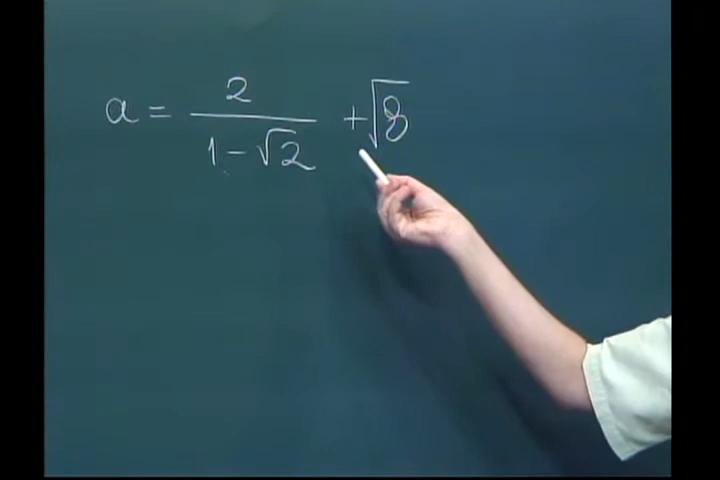 a = 2 / (1 - √2) + √8